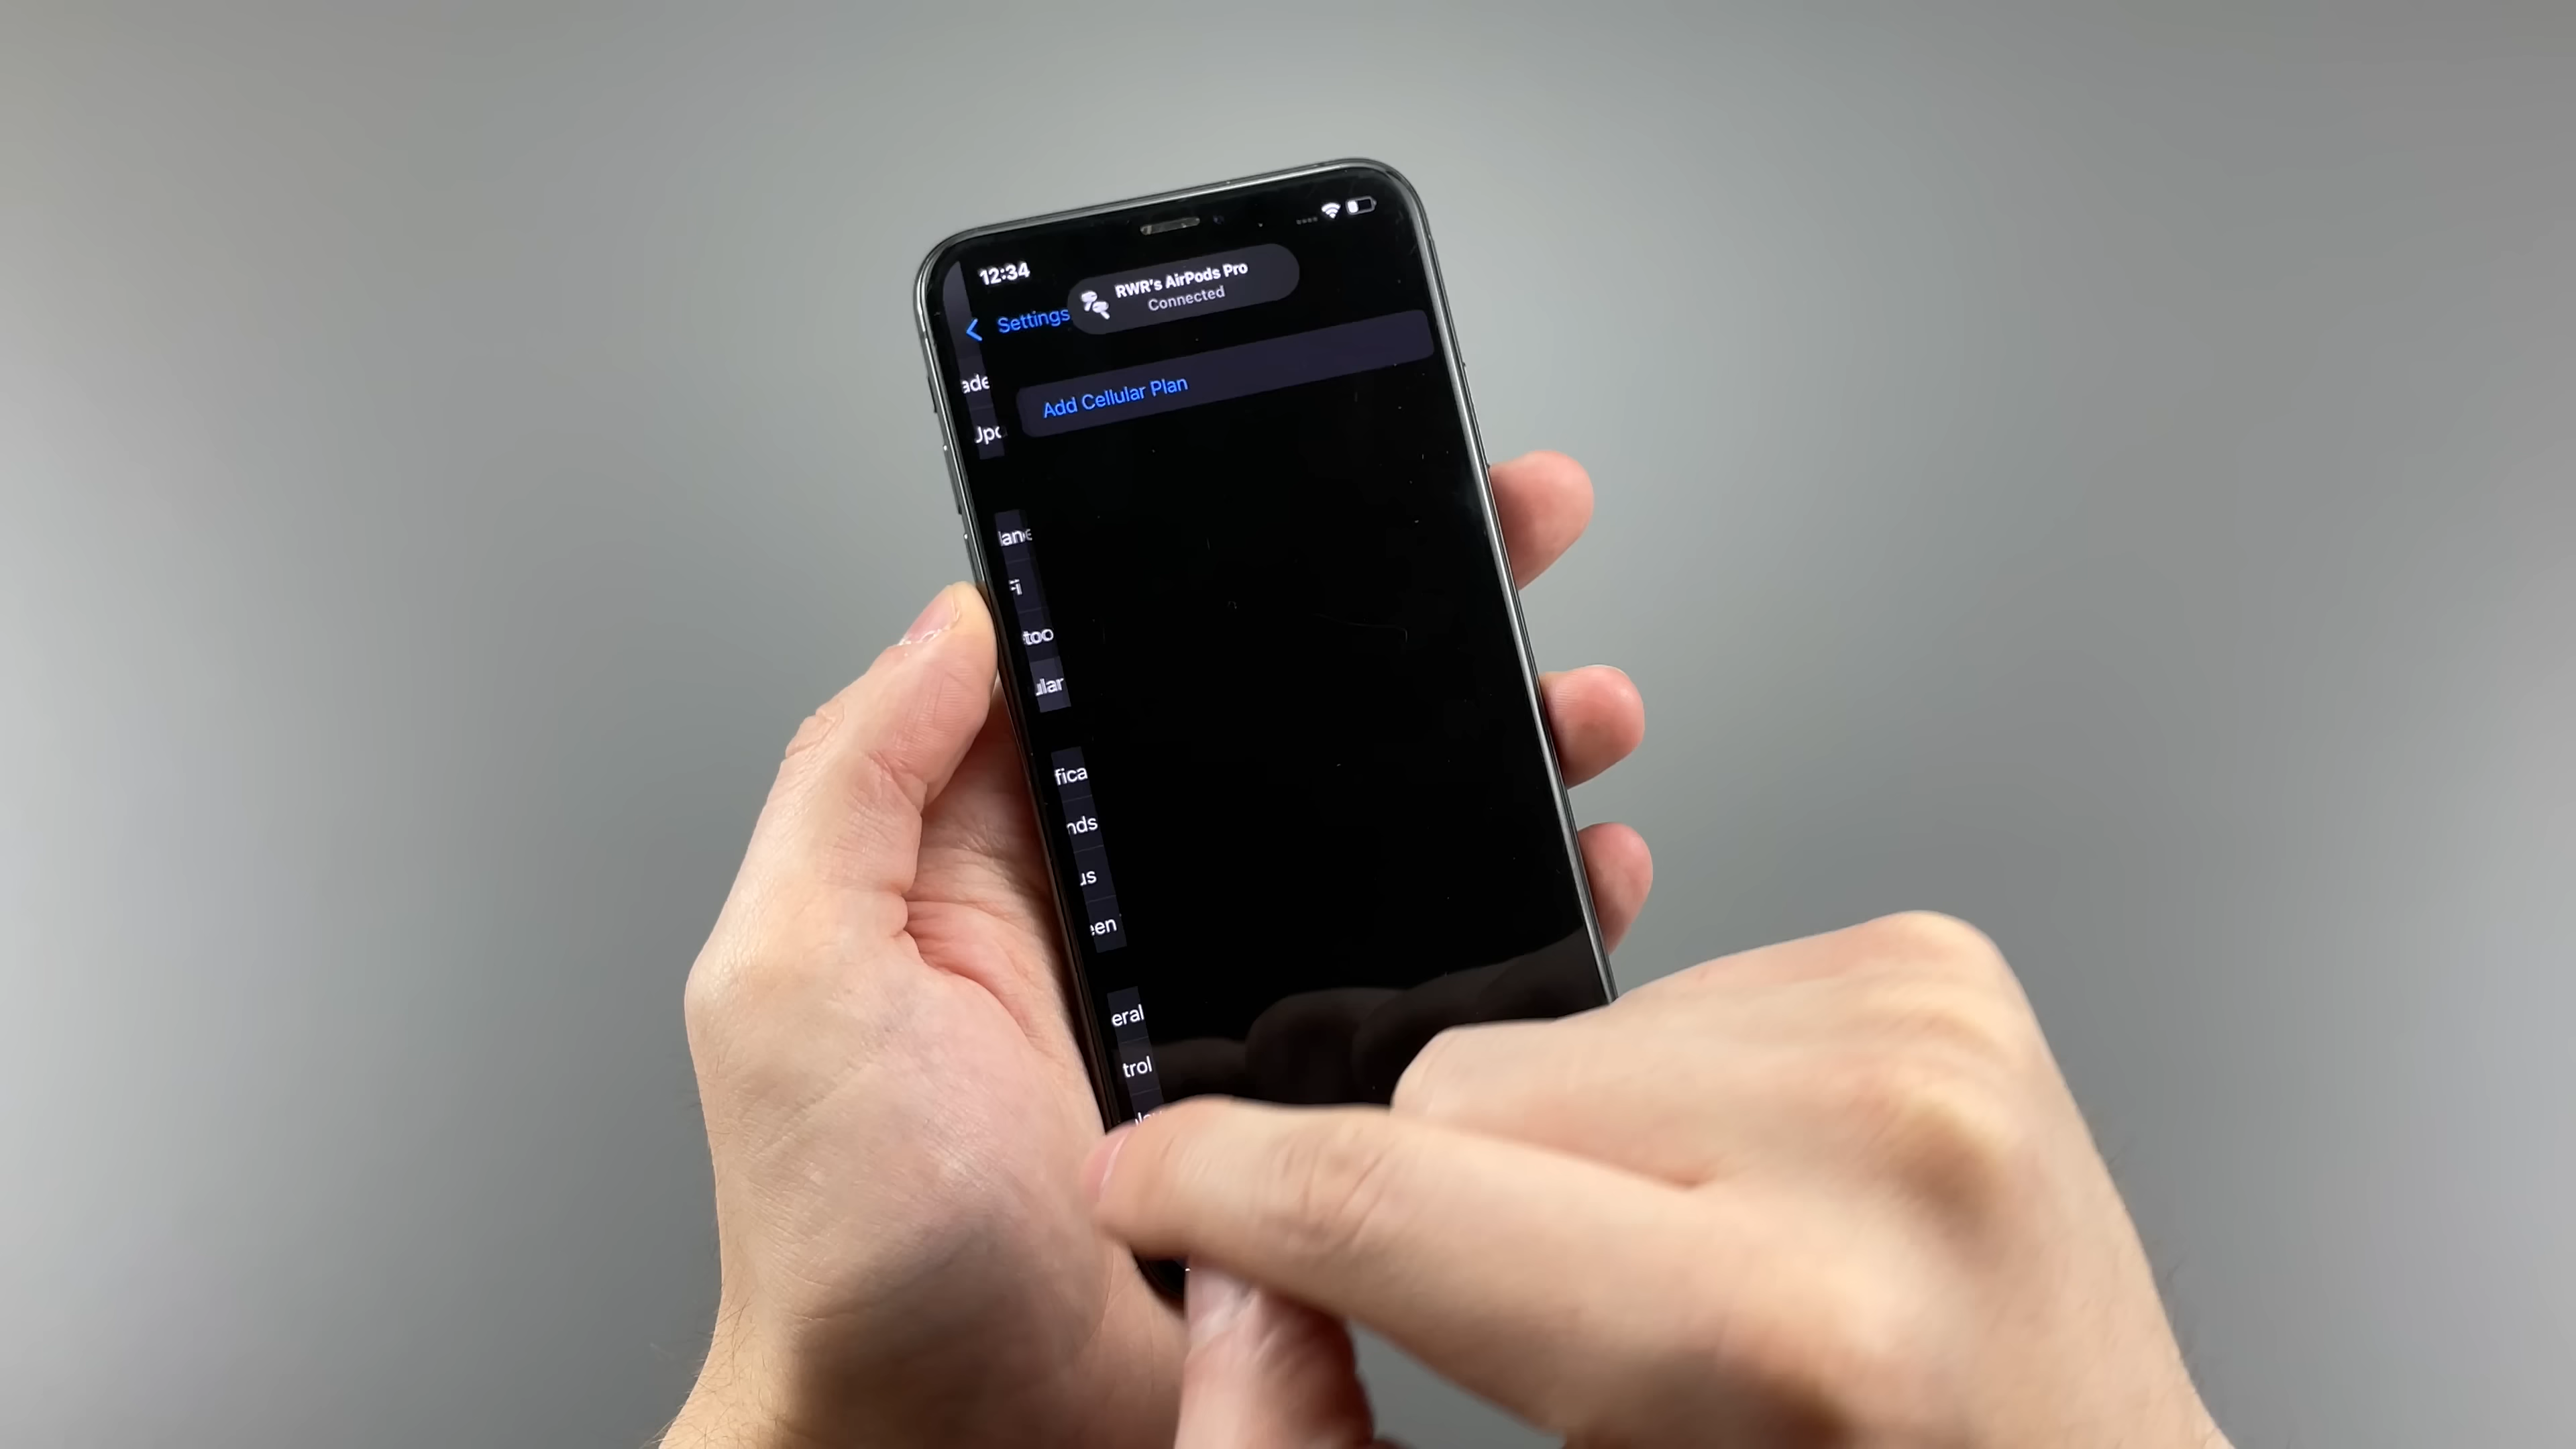 12:34
RWR's AirPods Pro
Connected
Settings
Add Cellular Plan
ade
Upd
lane
Fi
too
ular
fica
nds
us
een
eral
trol